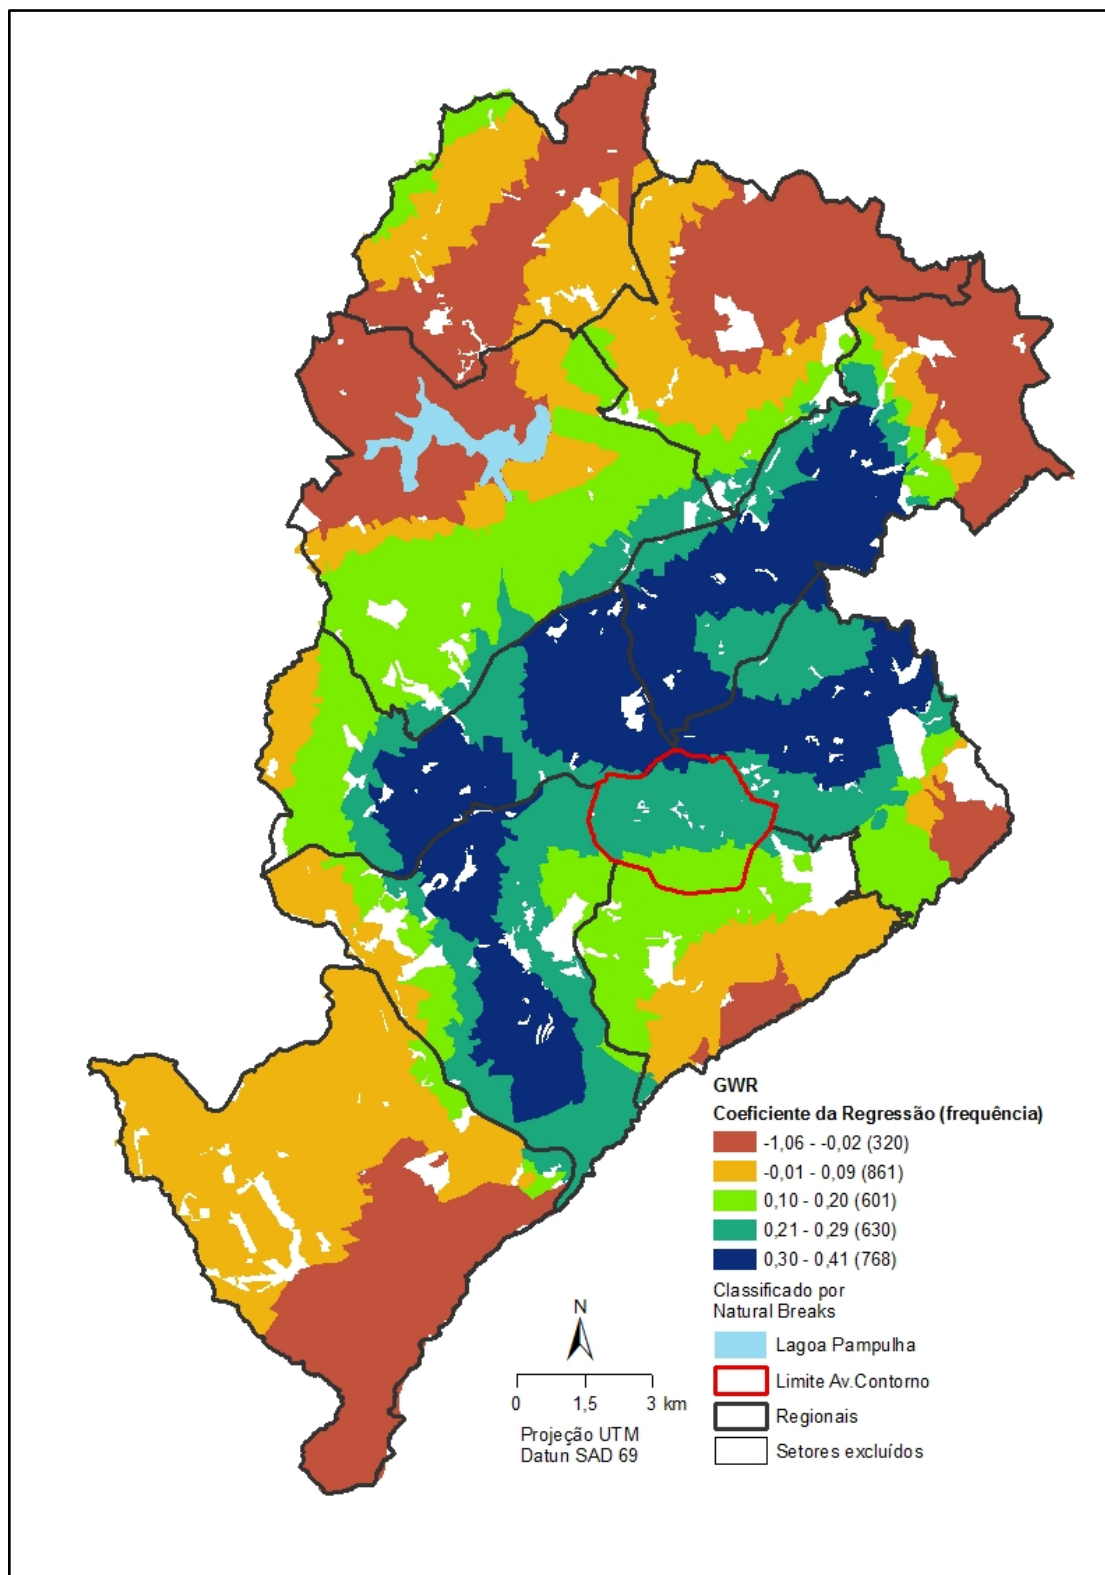 GWR
Coeficiente da Regressão (frequência)
-1,06 - -0,02 (320)
-0,01 - 0,09 (861)
0,10 - 0,20 (601)
0,21 - 0,29 (630)
0,30 - 0,41 (768)
Classificado por
Natural Breaks
Lagoa Pampulha
Limite Av.Contorno
Regionais
Setores excluídos
N
0 1,5 3 km
Projeção UTM
Datun SAD 69